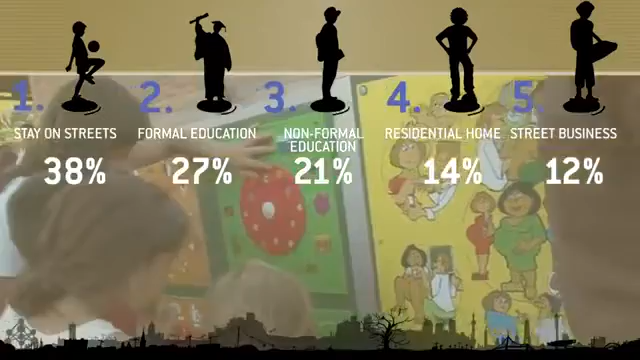 1. 2. 3. 4. 5.
STAY ON STREETS
FORMAL EDUCATION
NON-FORMAL
EDUCATION
RESIDENTIAL HOME
STREET BUSINESS
38%
27%
21%
14%
12%